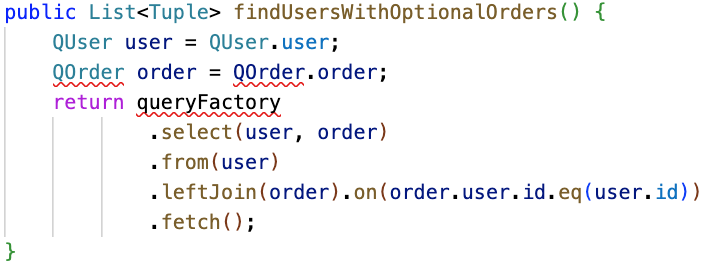 public List<Tuple> findUsersWithOptionalOrders() {
    QUser user = QUser.user;
    QOrder order = QOrder.order;
    return queryFactory
            .select(user, order)
            .from(user)
            .leftJoin(order).on(order.user.id.eq(user.id))
            .fetch();
}